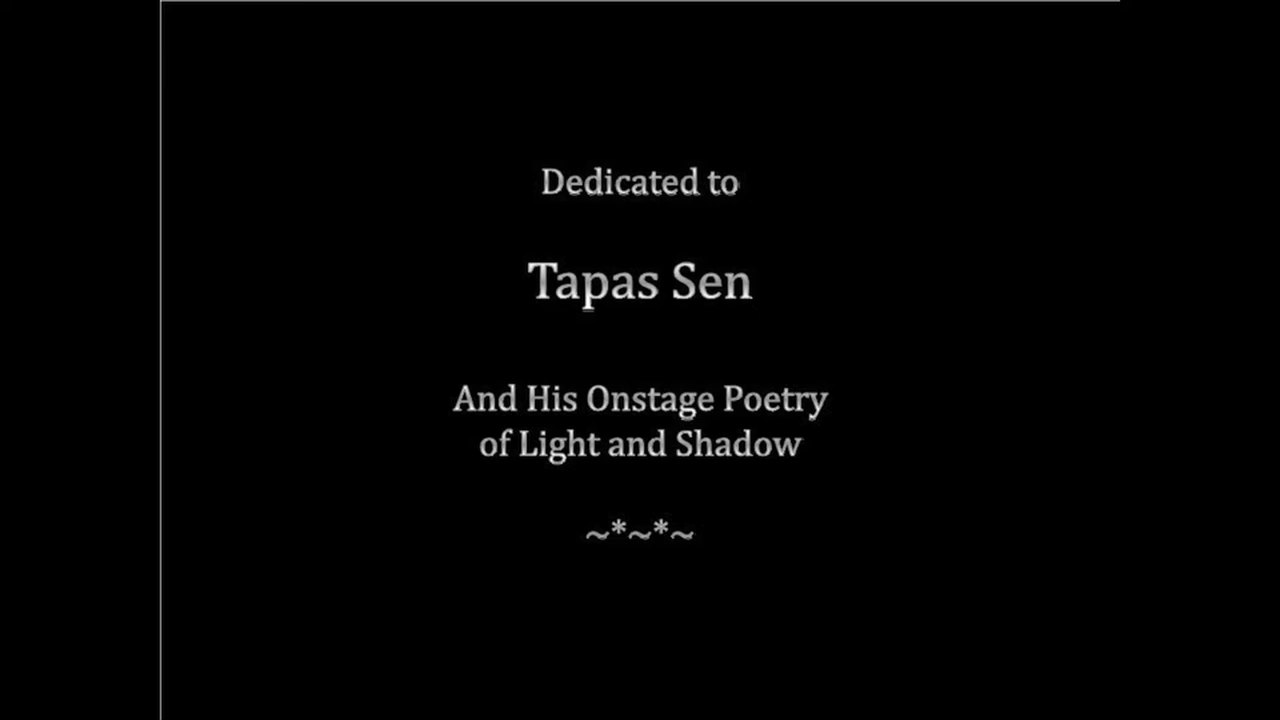 Dedicated to
Tapas Sen
And His Onstage Poetry
of Light and Shadow
~*~*~